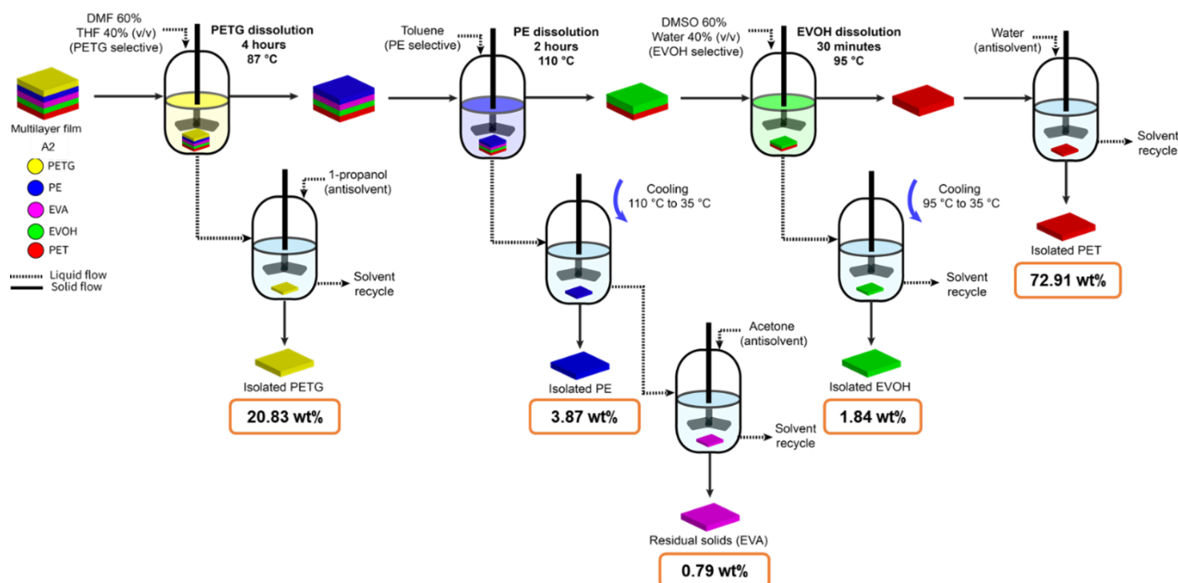 DMF 60%
THF 40% (v/v)
(PETG selective)
PETG dissolution
4 hours
87 °C
Toluene
(PE selective)
PE dissolution
2 hours
110 °C
DMSO 60%
Water 40% (v/v)
(EVOH selective)
EVOH dissolution
30 minutes
95 °C
Water
(antisolvent)
Multilayer film
A2
PETG
PE
EVA
EVOH
PET
Liquid flow
Solid flow
1-propanol
(antisolvent)
Solvent
recycle
Isolated PETG
20.83 wt%
Cooling
110 °C to 35 °C
Isolated PE
3.87 wt%
Acetone
(antisolvent)
Solvent
recycle
Residual solids (EVA)
0.79 wt%
Cooling
95 °C to 35 °C
Solvent
recycle
Isolated EVOH
1.84 wt%
Solvent
recycle
Isolated PET
72.91 wt%